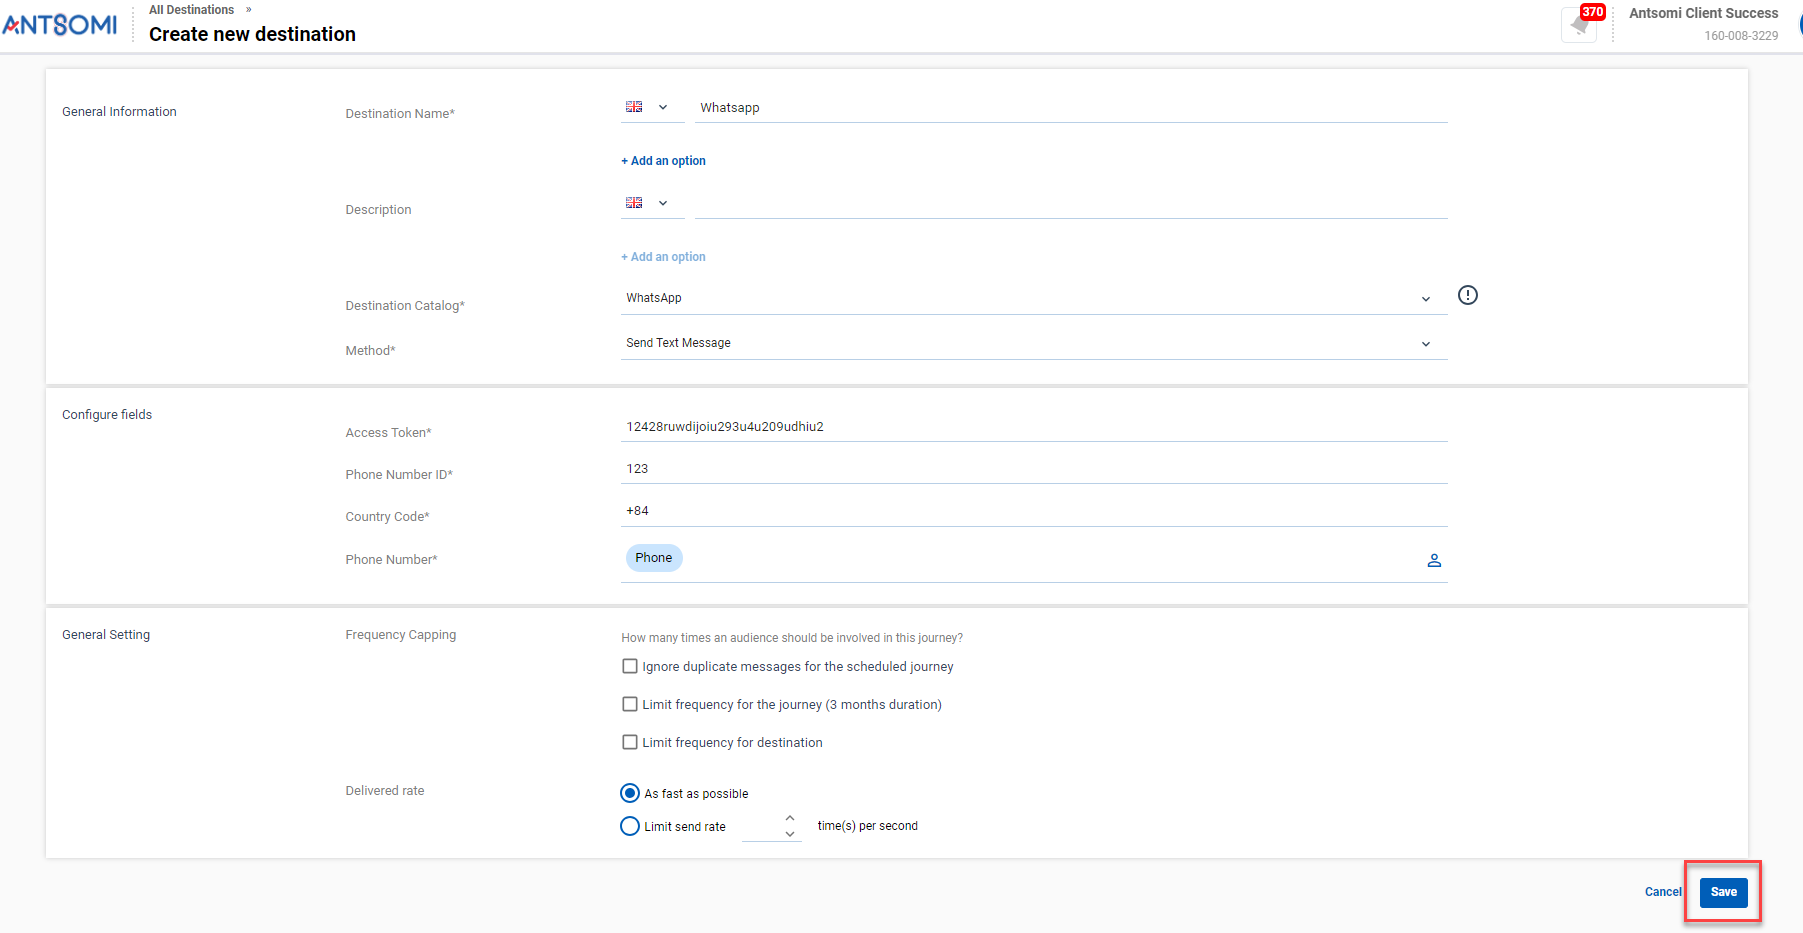 ANTSOMI
All Destinations »
Create new destination
370
Antsomi Client Success
160-008-3229
General Information
Destination Name*
Whatsapp
+ Add an option
Description
+ Add an option
Destination Catalog*
WhatsApp
Method*
Send Text Message
Configure fields
Access Token*
12428ruwdijoiu293u4u209udhiu2
Phone Number ID*
123
Country Code*
+84
Phone Number*
Phone
General Setting
Frequency Capping
How many times an audience should be involved in this journey?
Ignore duplicate messages for the scheduled journey
Limit frequency for the journey (3 months duration)
Limit frequency for destination
Delivered rate
As fast as possible
Limit send rate time(s) per second
Cancel Save